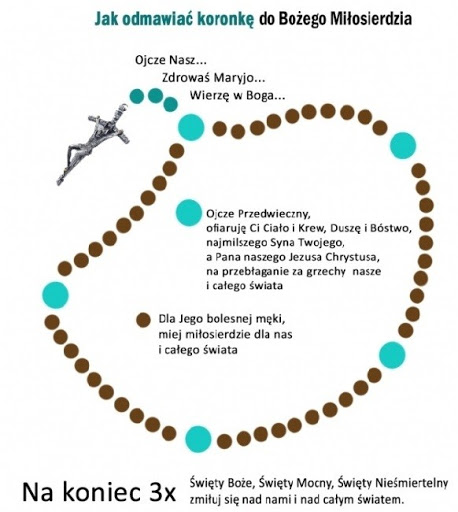 Jak odmawiać koronkę do Bożego Miłosierdzia
Ojcze Nasz...
Zdrowaś Maryjo...
Wierzę w Boga...
Ojcze Przedwieczny,
ofiaruję Ci Ciało i Krew, Duszę i Bóstwo,
najmilszego Syna Twojego,
a Pana naszego Jezusa Chrystusa,
na przebłaganie za grzechy nasze
i całego świata
Dla Jego bolesnej męki,
miej miłosierdzie dla nas
i całego świata
Na koniec 3x
Święty Boże, Święty Mocny, Święty Nieśmiertelny
zmiłuj się nad nami i nad całym światem.